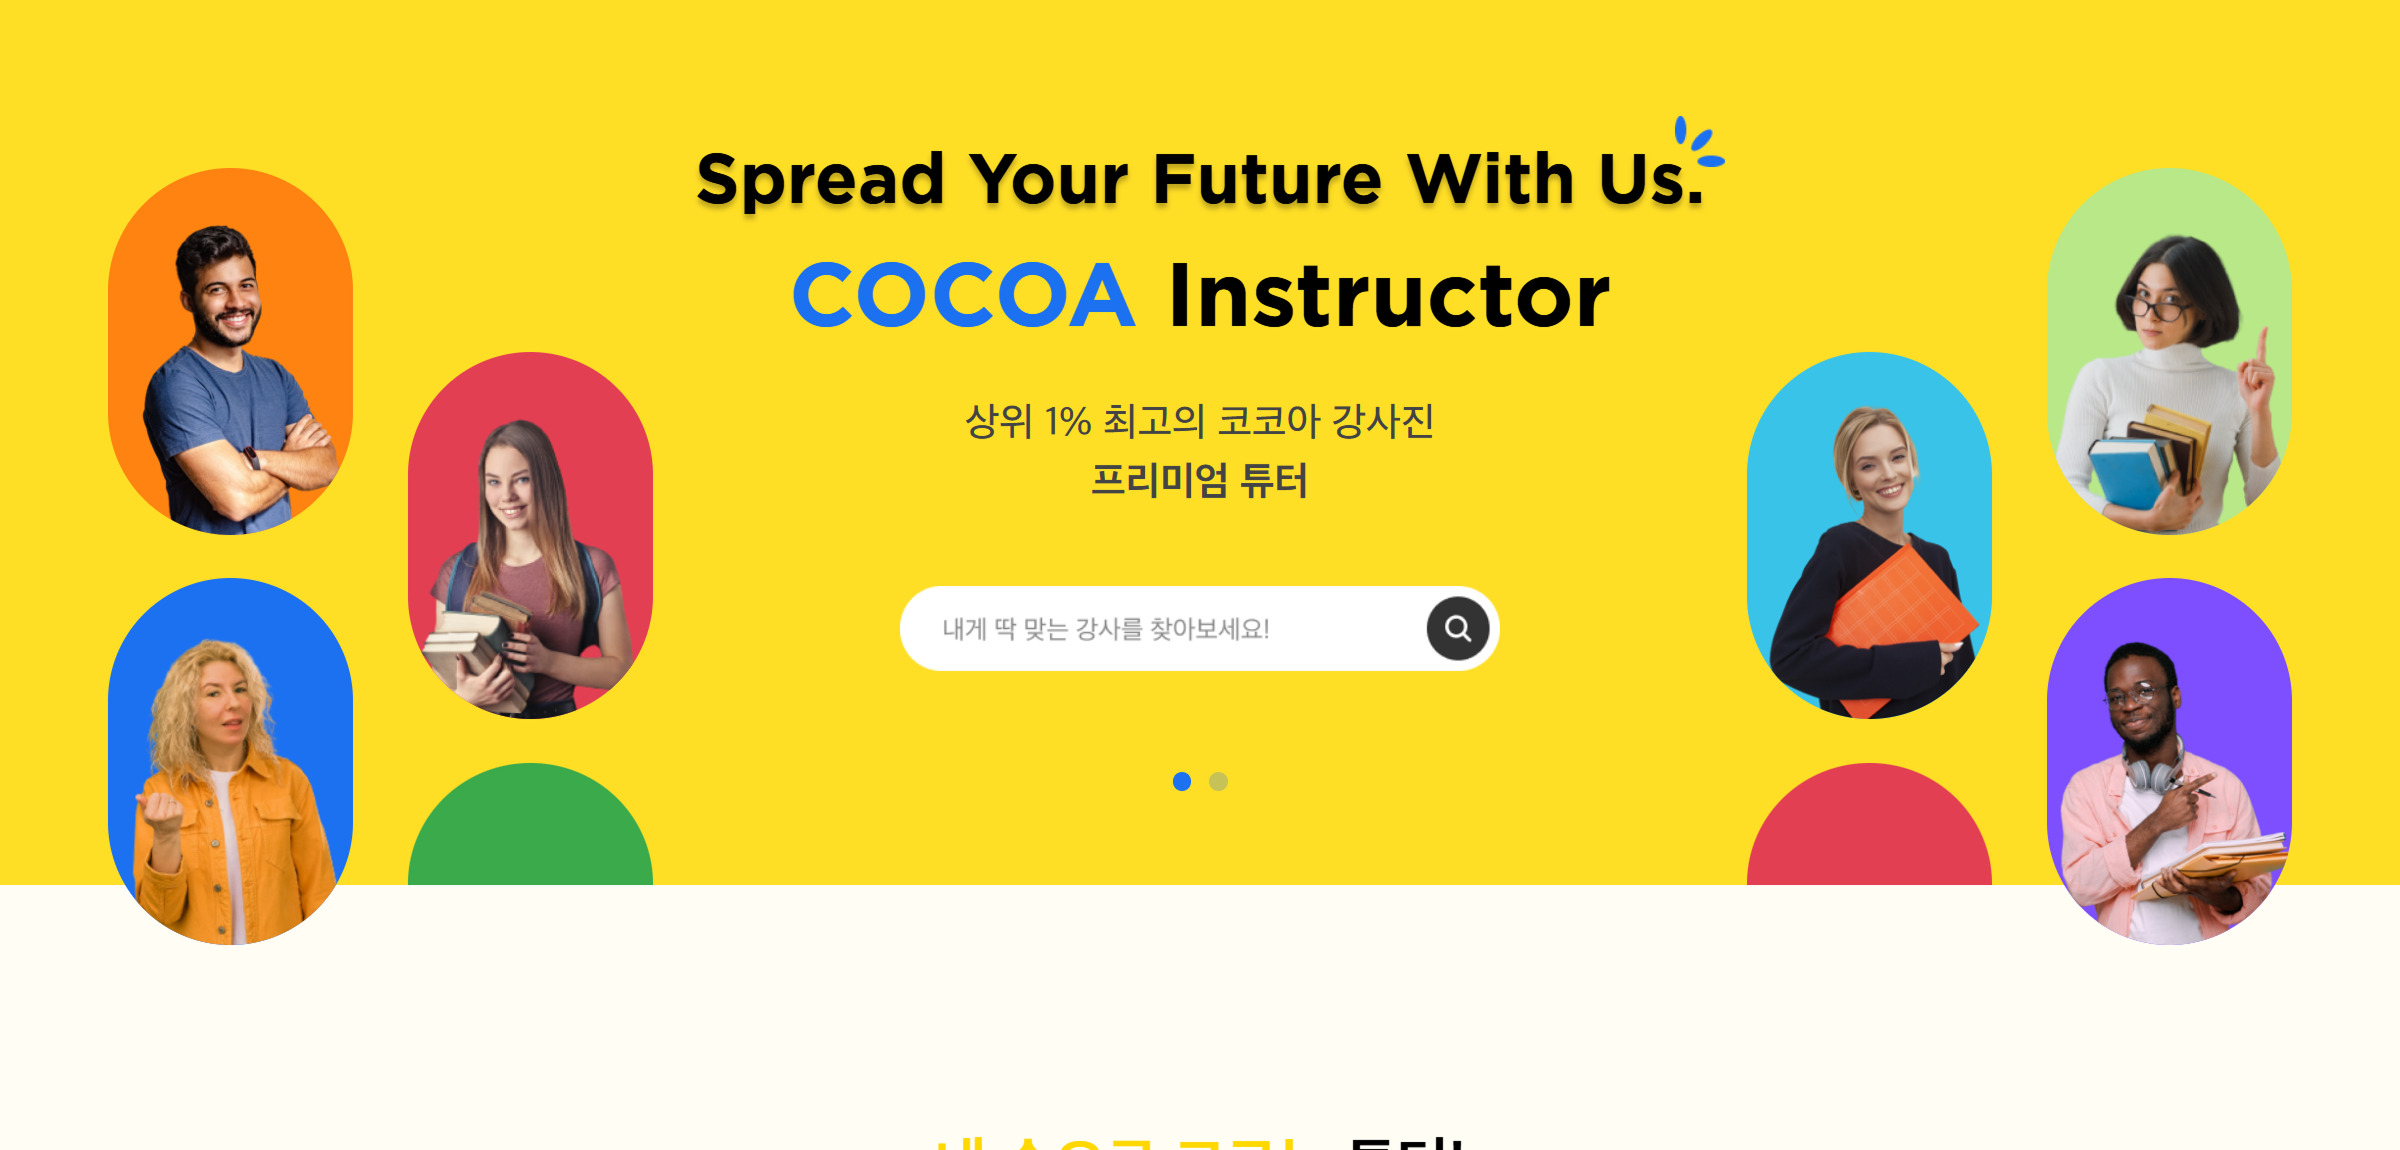 Spread Your Future With Us.
COCOA Instructor
상위 1% 최고의 코코아 강사진
프리미엄 튜터
내게 딱 맞는 강사를 찾아보세요!